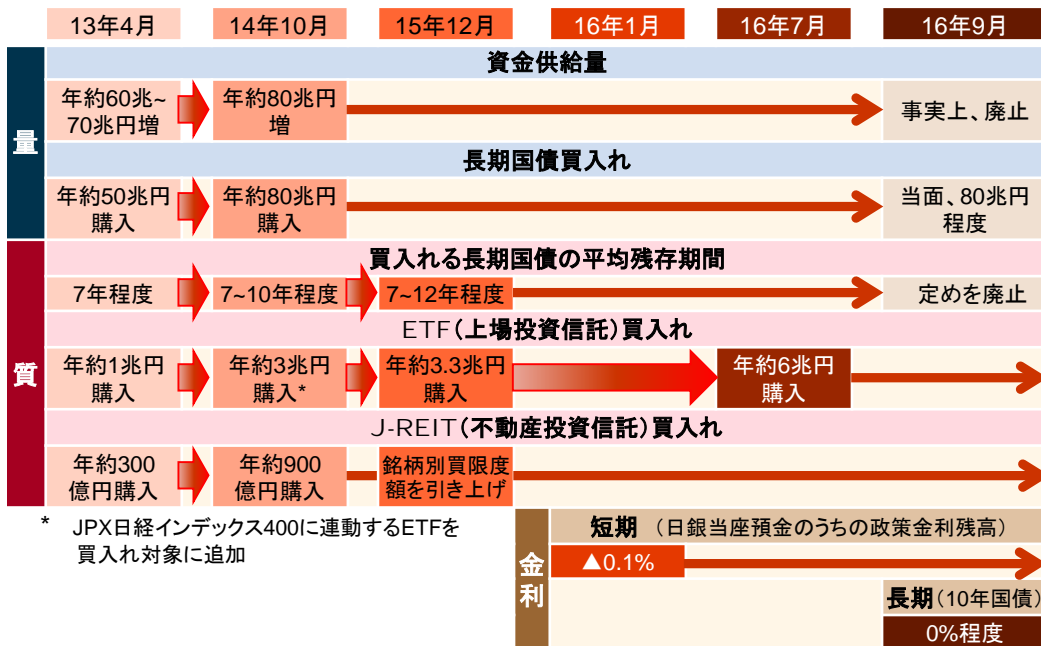 13年4月
14年10月
15年12月
16年1月
16年7月
16年9月
量
資金供給量
年約60兆~
70兆円増
年約80兆円
増
事実上、廃止
長期国債買入れ
年約50兆円
購入
年約80兆円
購入
当面、80兆円
程度
質
買入れる長期国債の平均残存期間
7年程度
7~10年程度
7~12年程度
定めを廃止
ETF(上場投資信託)買入れ
年約1兆円
購入
年約3兆円
購入*
年約3.3兆円
購入
年約6兆円
購入
J-REIT(不動産投資信託)買入れ
年約300
億円購入
年約900
億円購入
銘柄別買限度
額を引き上げ
* JPX日経インデックス400に連動するETFを
買入れ対象に追加
金利
短期 (日銀当座預金のうちの政策金利残高)
▲0.1%
長期(10年国債)
0%程度